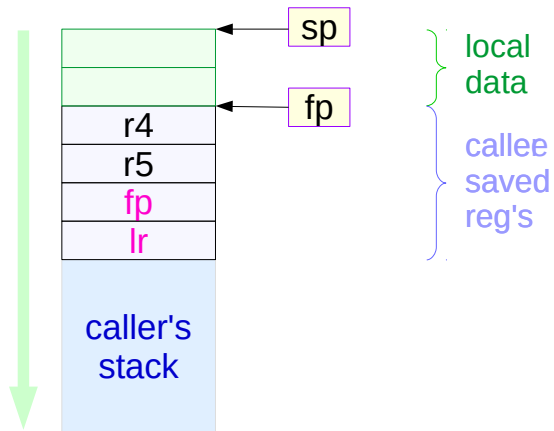 sp
local
data
fp
r4
r5
fp
lr
callee
saved
reg's
caller's
stack